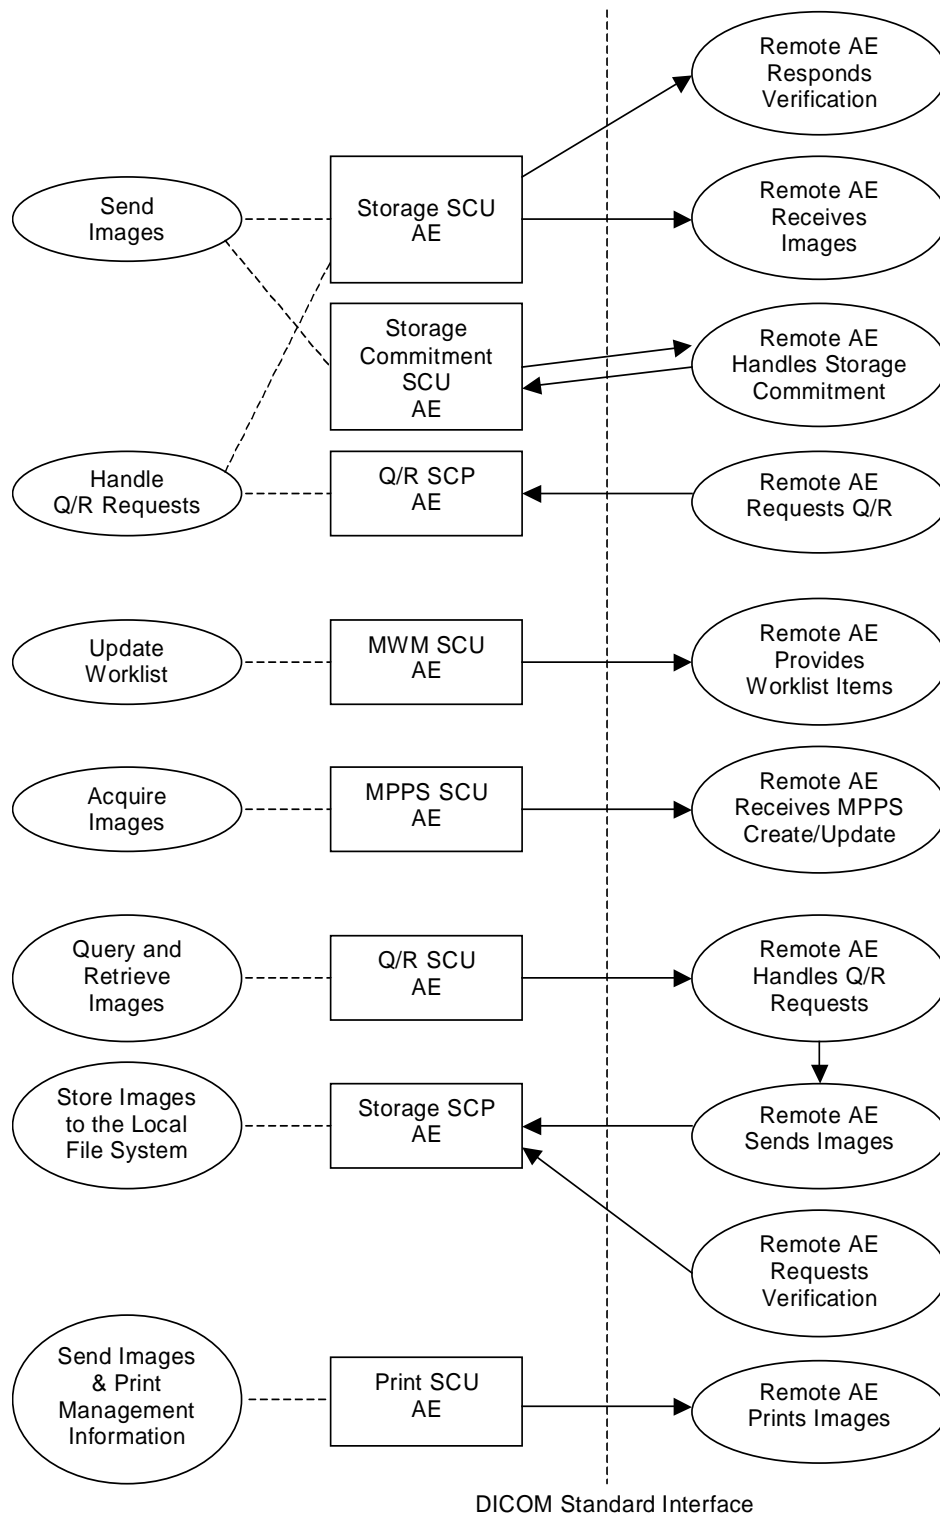 Remote AE
Responds
Verification
Send
Images
Storage SCU
AE
Remote AE
Receives
Images
Storage
Commitment
SCU
AE
Remote AE
Handles Storage
Commitment
Handle
Q/R Requests
Q/R SCP
AE
Remote AE
Requests Q/R
Update
Worklist
MWM SCU
AE
Remote AE
Provides
Worklist Items
Acquire
Images
MPPS SCU
AE
Remote AE
Receives MPPS
Create/Update
Query and
Retrieve
Images
Q/R SCU
AE
Remote AE
Handles Q/R
Requests
Store Images
to the Local
File System
Storage SCP
AE
Remote AE
Sends Images
Remote AE
Requests
Verification
Send Images
& Print
Management
Information
Print SCU
AE
Remote AE
Prints Images
DICOM Standard Interface